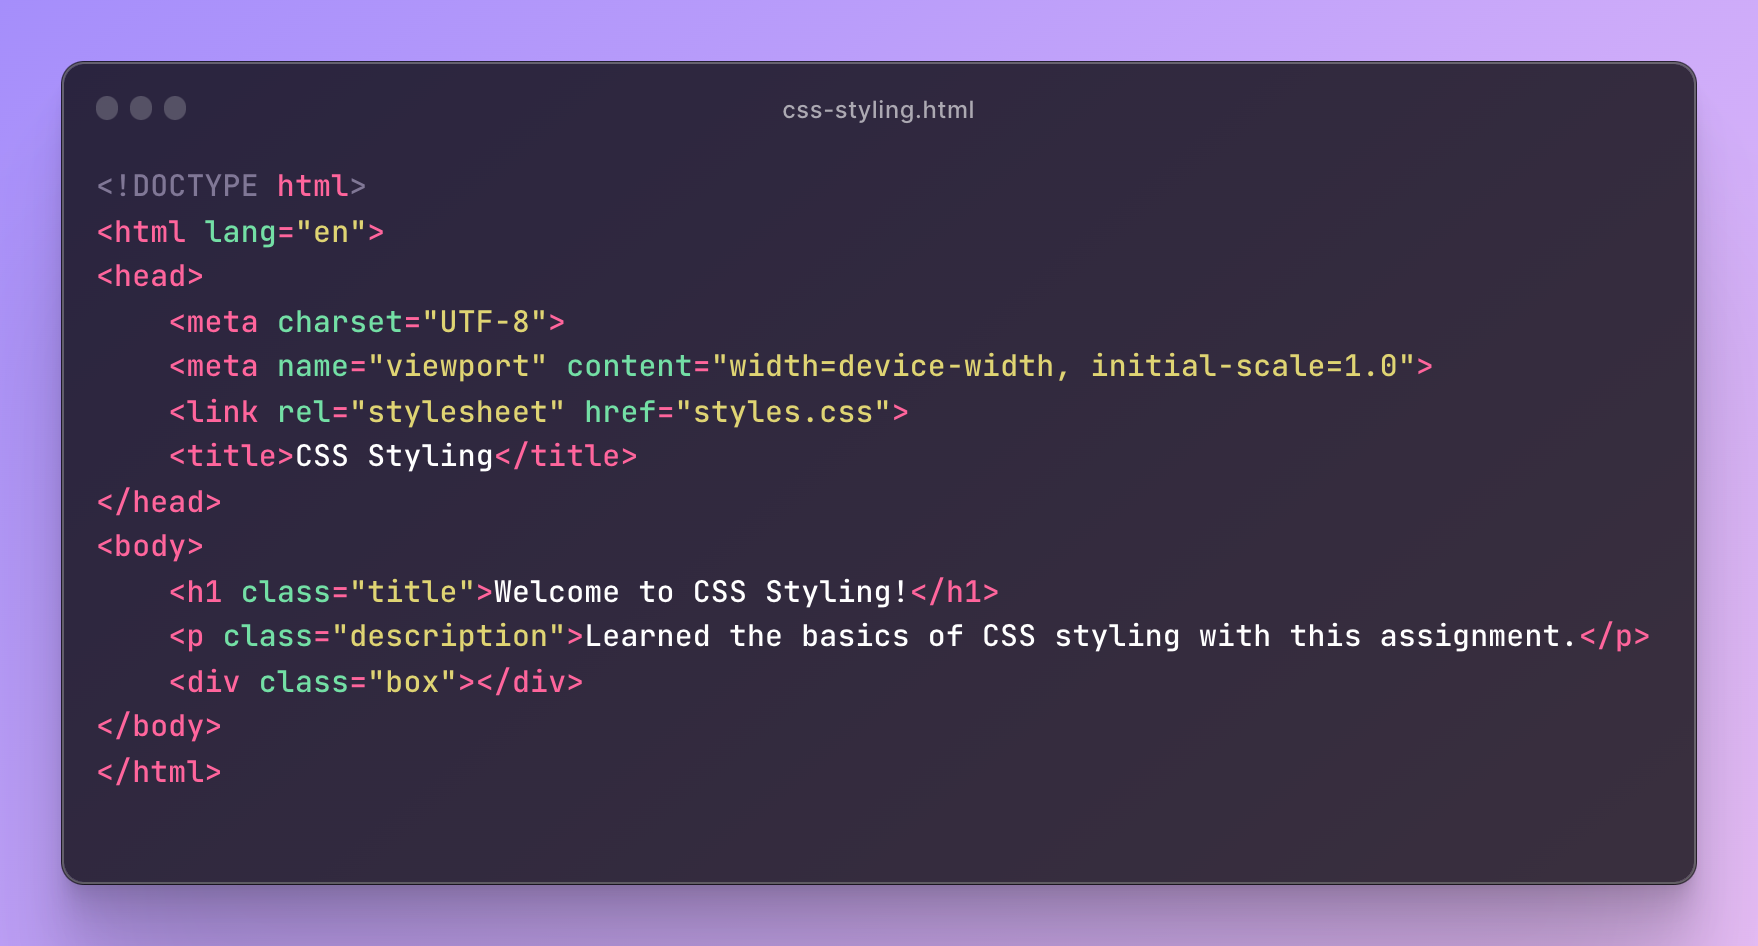 css-styling.html
<!DOCTYPE html>
<html lang="en">
<head>
    <meta charset="UTF-8">
    <meta name="viewport" content="width=device-width, initial-scale=1.0">
    <link rel="stylesheet" href="styles.css">
    <title>CSS Styling</title>
</head>
<body>
    <h1 class="title">Welcome to CSS Styling!</h1>
    <p class="description">Learned the basics of CSS styling with this assignment.</p>
    <div class="box"></div>
</body>
</html>